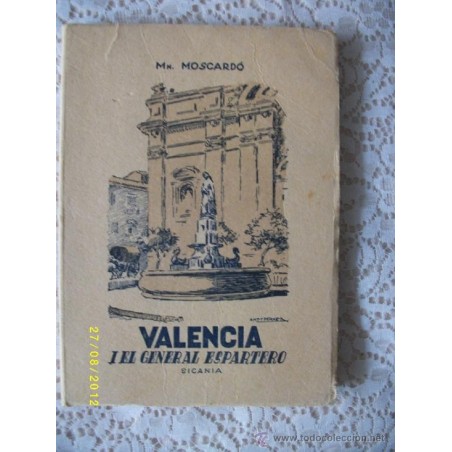 Mn. MOSCARDÓ
VALENCIA
I EL GENERAL ESPARTERO
SICANIA
27/08/2012
www.todocoleccion.net